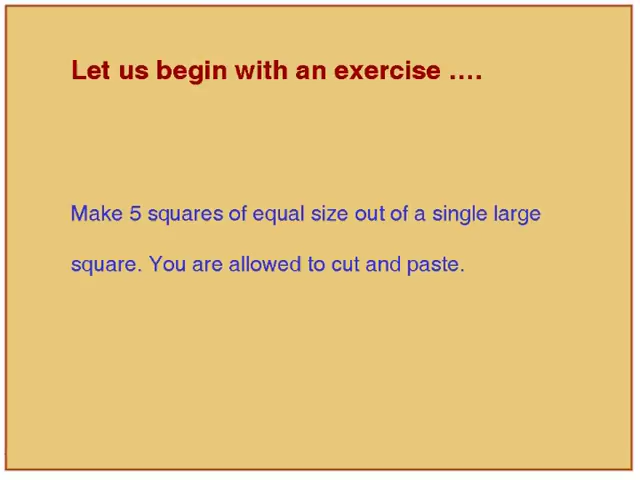 Let us begin with an exercise ….
Make 5 squares of equal size out of a single large
square. You are allowed to cut and paste.